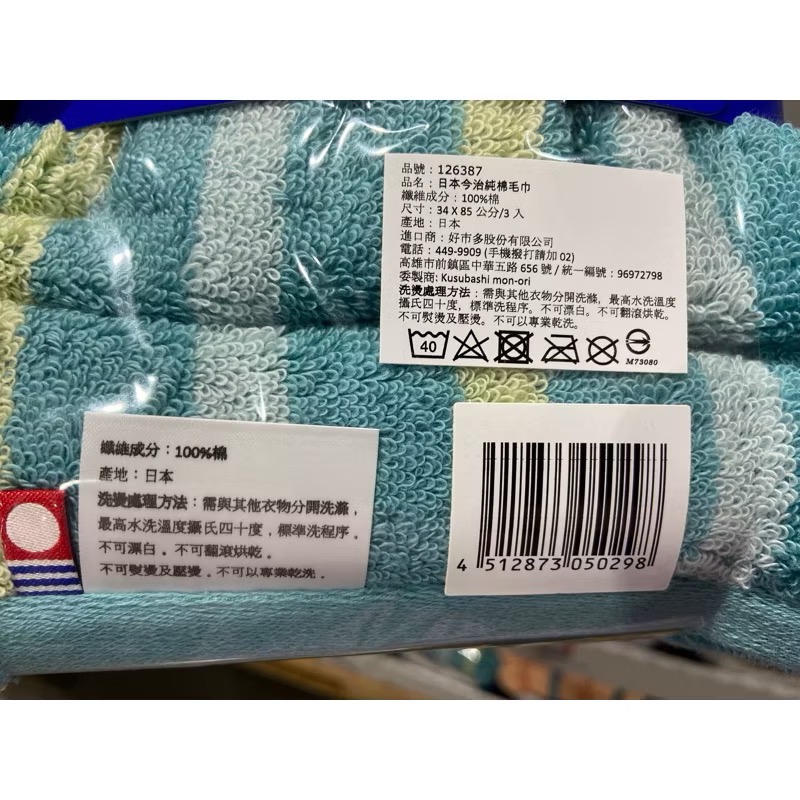 品號：126387
品名：日本今治純棉毛巾
纖維成分：100%棉
尺寸：34 X 85 公分/3 入
產地：日本
進口商：好市多股份有限公司
電話：449-9909 (手機撥打請加 02)
高雄市前鎮區中華五路 656 號 / 統一編號：96972798
委製商: Kusubashi mon-ori
洗燙處理方法：需與其他衣物分開洗滌, 最高水洗溫度
攝氏四十度, 標準洗程序。不可漂白。不可翻滾烘乾。
不可熨燙及壓燙。不可以專業乾洗。
40
M73080
纖維成分：100%棉
產地：日本
洗燙處理方法：需與其他衣物分開洗滌，
最高水洗溫度攝氏四十度，標準洗程序。
不可漂白。不可翻滾烘乾。
不可熨燙及壓燙。不可以專業乾洗。
4 512873 050298